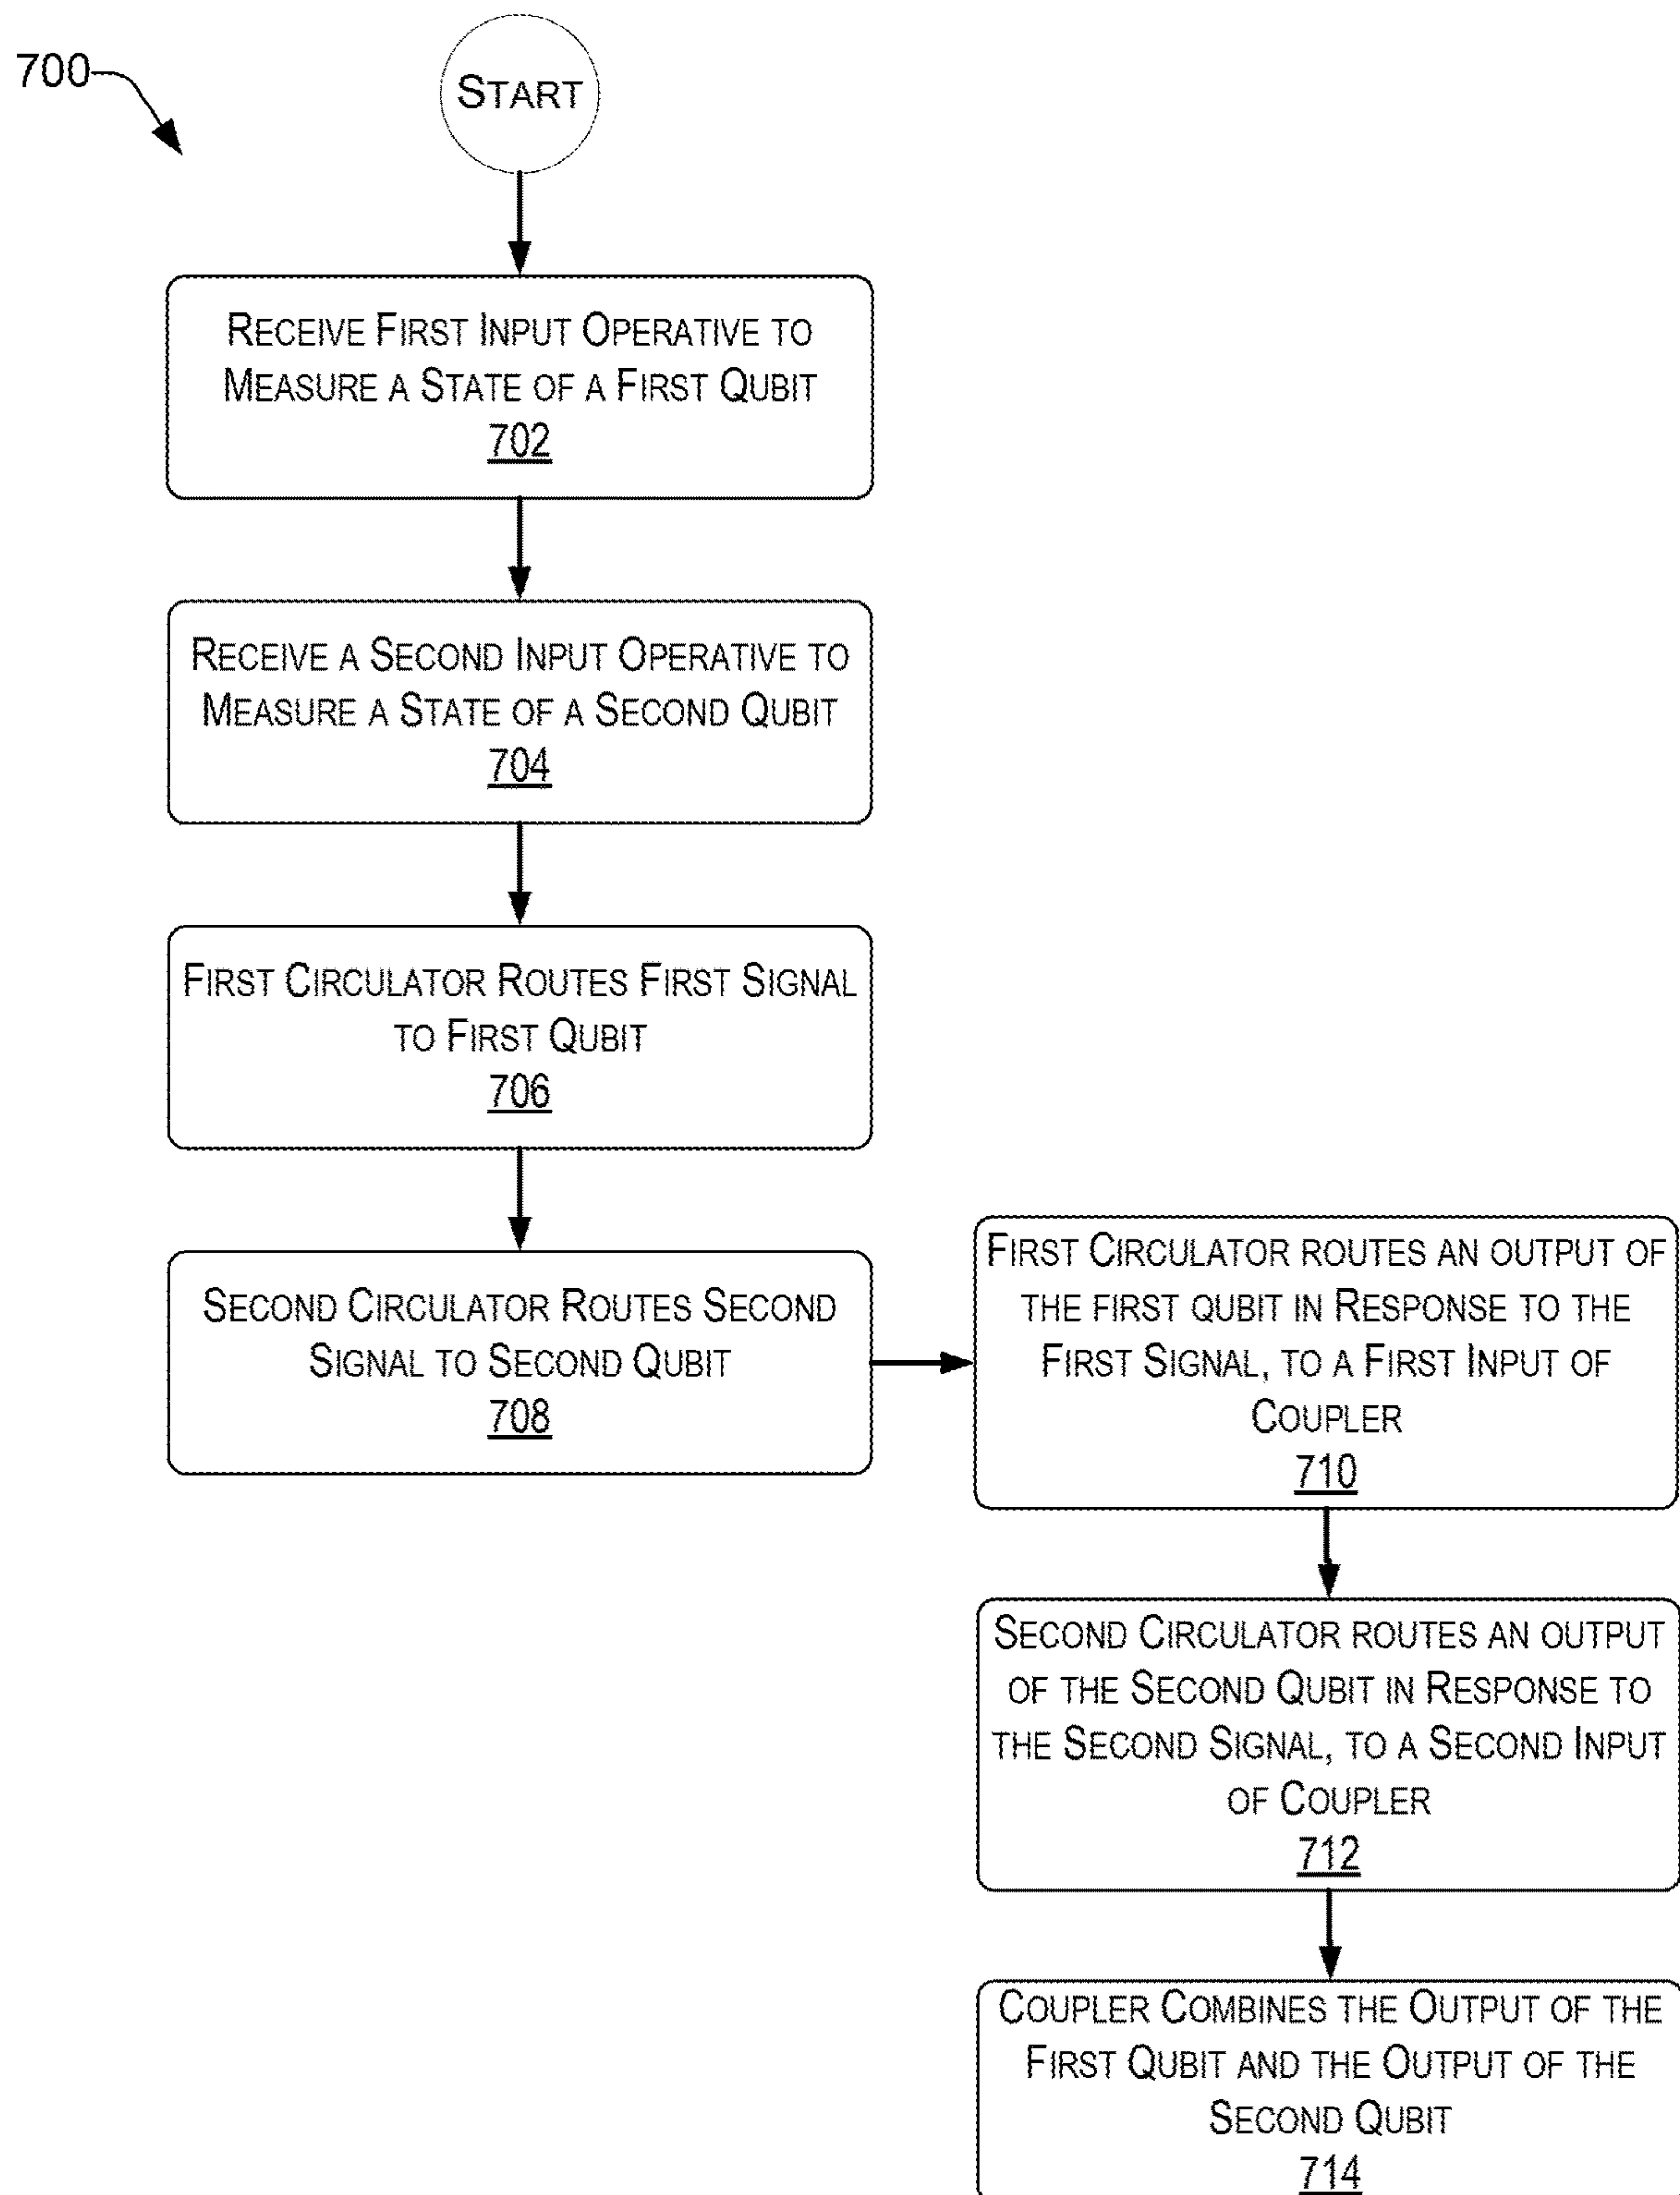 700
START
RECEIVE FIRST INPUT OPERATIVE TO
MEASURE A STATE OF A FIRST QUBIT
702
RECEIVE A SECOND INPUT OPERATIVE TO
MEASURE A STATE OF A SECOND QUBIT
704
FIRST CIRCULATOR ROUTES FIRST SIGNAL
TO FIRST QUBIT
706
SECOND CIRCULATOR ROUTES SECOND
SIGNAL TO SECOND QUBIT
708
FIRST CIRCULATOR ROUTES AN OUTPUT OF
THE FIRST QUBIT IN RESPONSE TO THE
FIRST SIGNAL, TO A FIRST INPUT OF
COUPLER
710
SECOND CIRCULATOR ROUTES AN OUTPUT
OF THE SECOND QUBIT IN RESPONSE TO
THE SECOND SIGNAL, TO A SECOND INPUT
OF COUPLER
712
COUPLER COMBINES THE OUTPUT OF THE
FIRST QUBIT AND THE OUTPUT OF THE
SECOND QUBIT
714